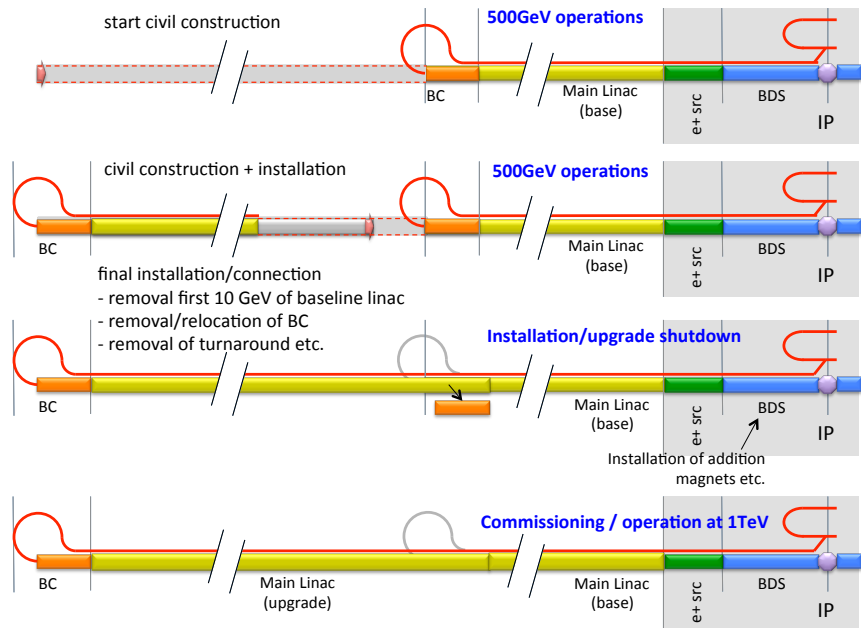 start civil construction
500GeV operations
BC
Main Linac
(base)
e+ src
BDS
IP
civil construction + installation
500GeV operations
BC
BC
Main Linac
(base)
e+ src
BDS
IP
final installation/connection
- removal first 10 GeV of baseline linac
- removal/relocation of BC
- removal of turnaround etc.
Installation/upgrade shutdown
BC
Main Linac
(base)
e+ src
BDS
IP
Installation of addition
magnets etc.
Commissioning / operation at 1TeV
BC
Main Linac
(upgrade)
Main Linac
(base)
e+ src
BDS
IP